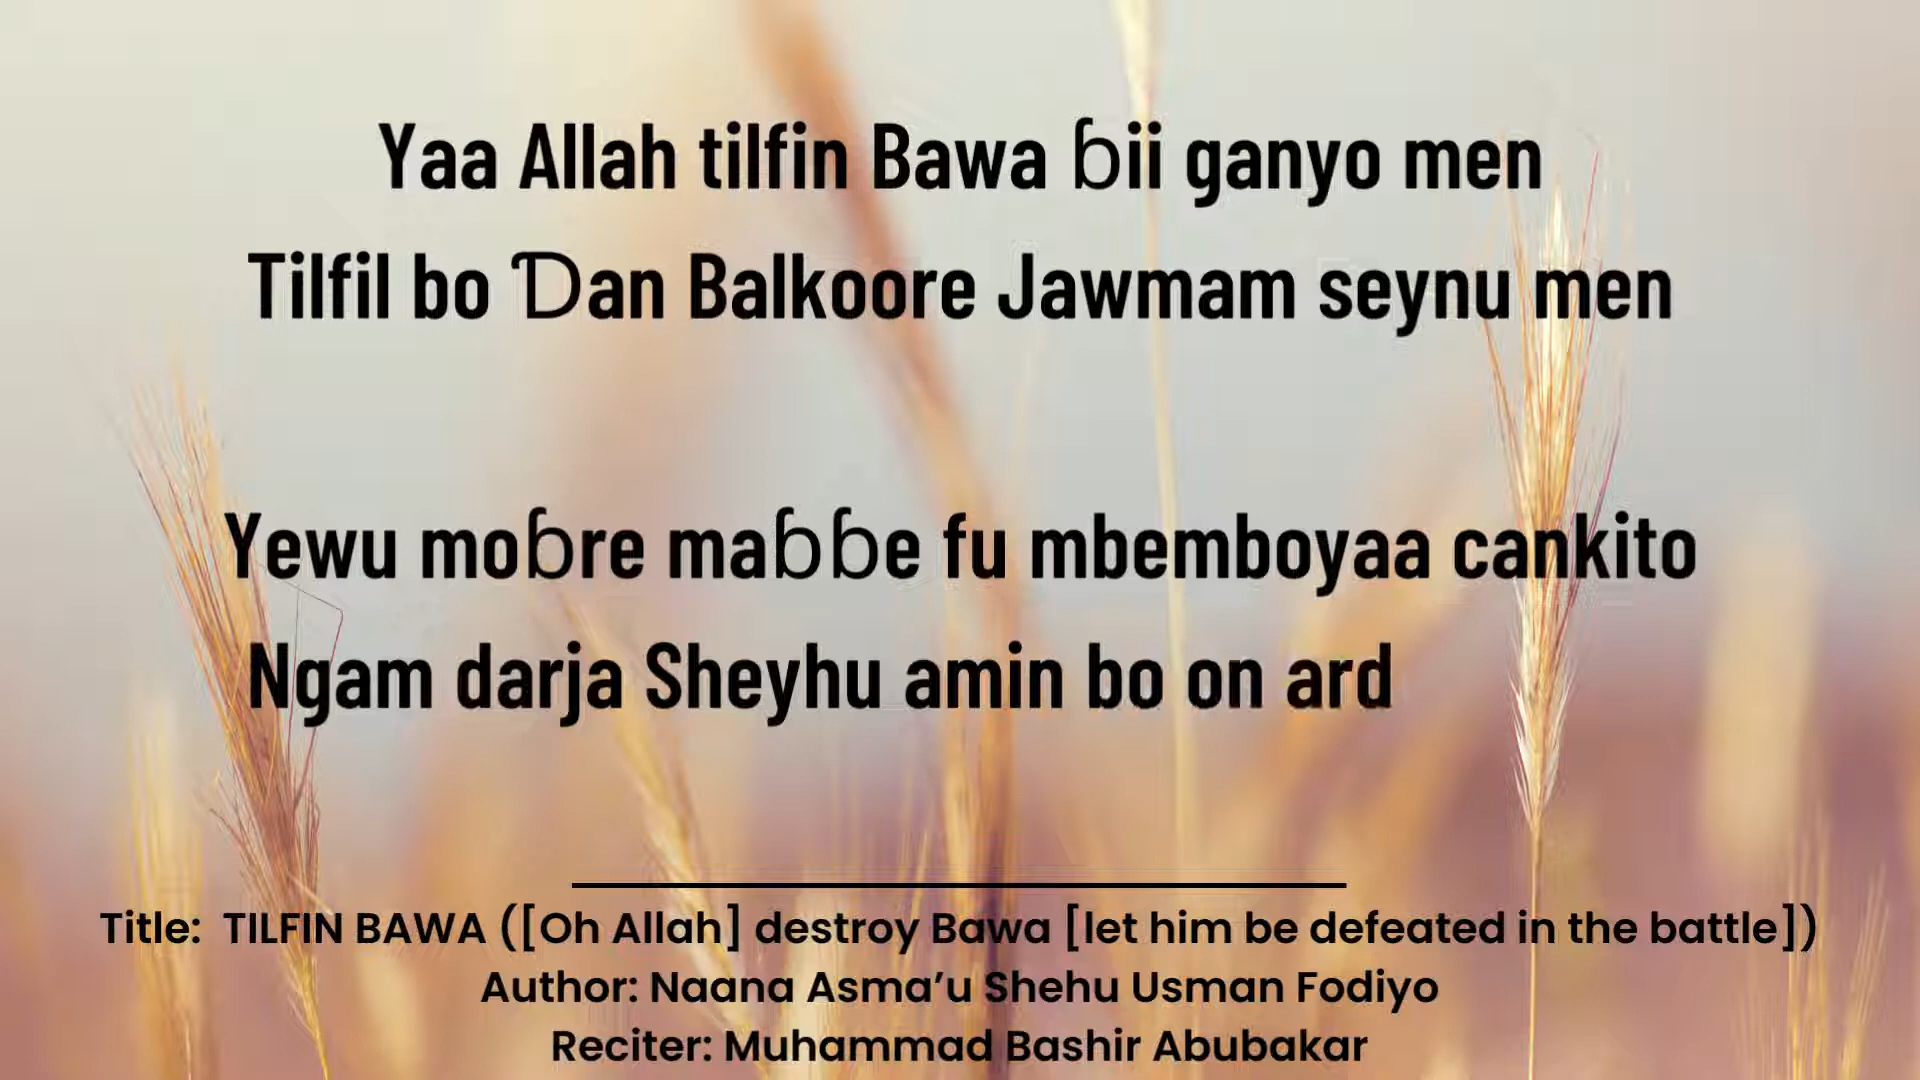 Yaa Allah tilfin Bawa ɓii ganyo men
Tilfil bo Ɗan Balkoore Jawmam seynu men
Yewu moɓre maɓɓe fu mbemboyaa cankito
Ngam darja Sheyhu amin bo on ard
Title:  TILFIN BAWA ([Oh Allah] destroy Bawa [let him be defeated in the battle])
Author: Naana Asma’u Shehu Usman Fodiyo
Reciter: Muhammad Bashir Abubakar